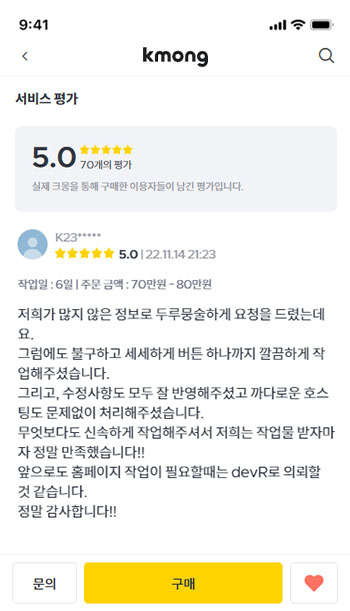 9:41
kmong
서비스 평가
5.0
70개의 평가
실제 크몽을 통해 구매한 이용자들이 남긴 평가입니다.
K23*****
5.0 | 22.11.14 21:23
작업일 : 6일 | 주문 금액 : 70만원 - 80만원
저희가 많지 않은 정보로 두루뭉술하게 요청을 드렸는데
요.
그럼에도 불구하고 세세하게 버튼 하나까지 깔끔하게 작
업해주셨습니다.
그리고, 수정사항도 모두 잘 반영해주셨고 까다로운 호스
팅도 문제없이 처리해주셨습니다.
무엇보다도 신속하게 작업해주셔서 저희는 작업물 받자마
자 정말 만족했습니다!!
앞으로도 홈페이지 작업이 필요할때는 devR로 의뢰할
것 같습니다.
정말 감사합니다!!
문의
구매